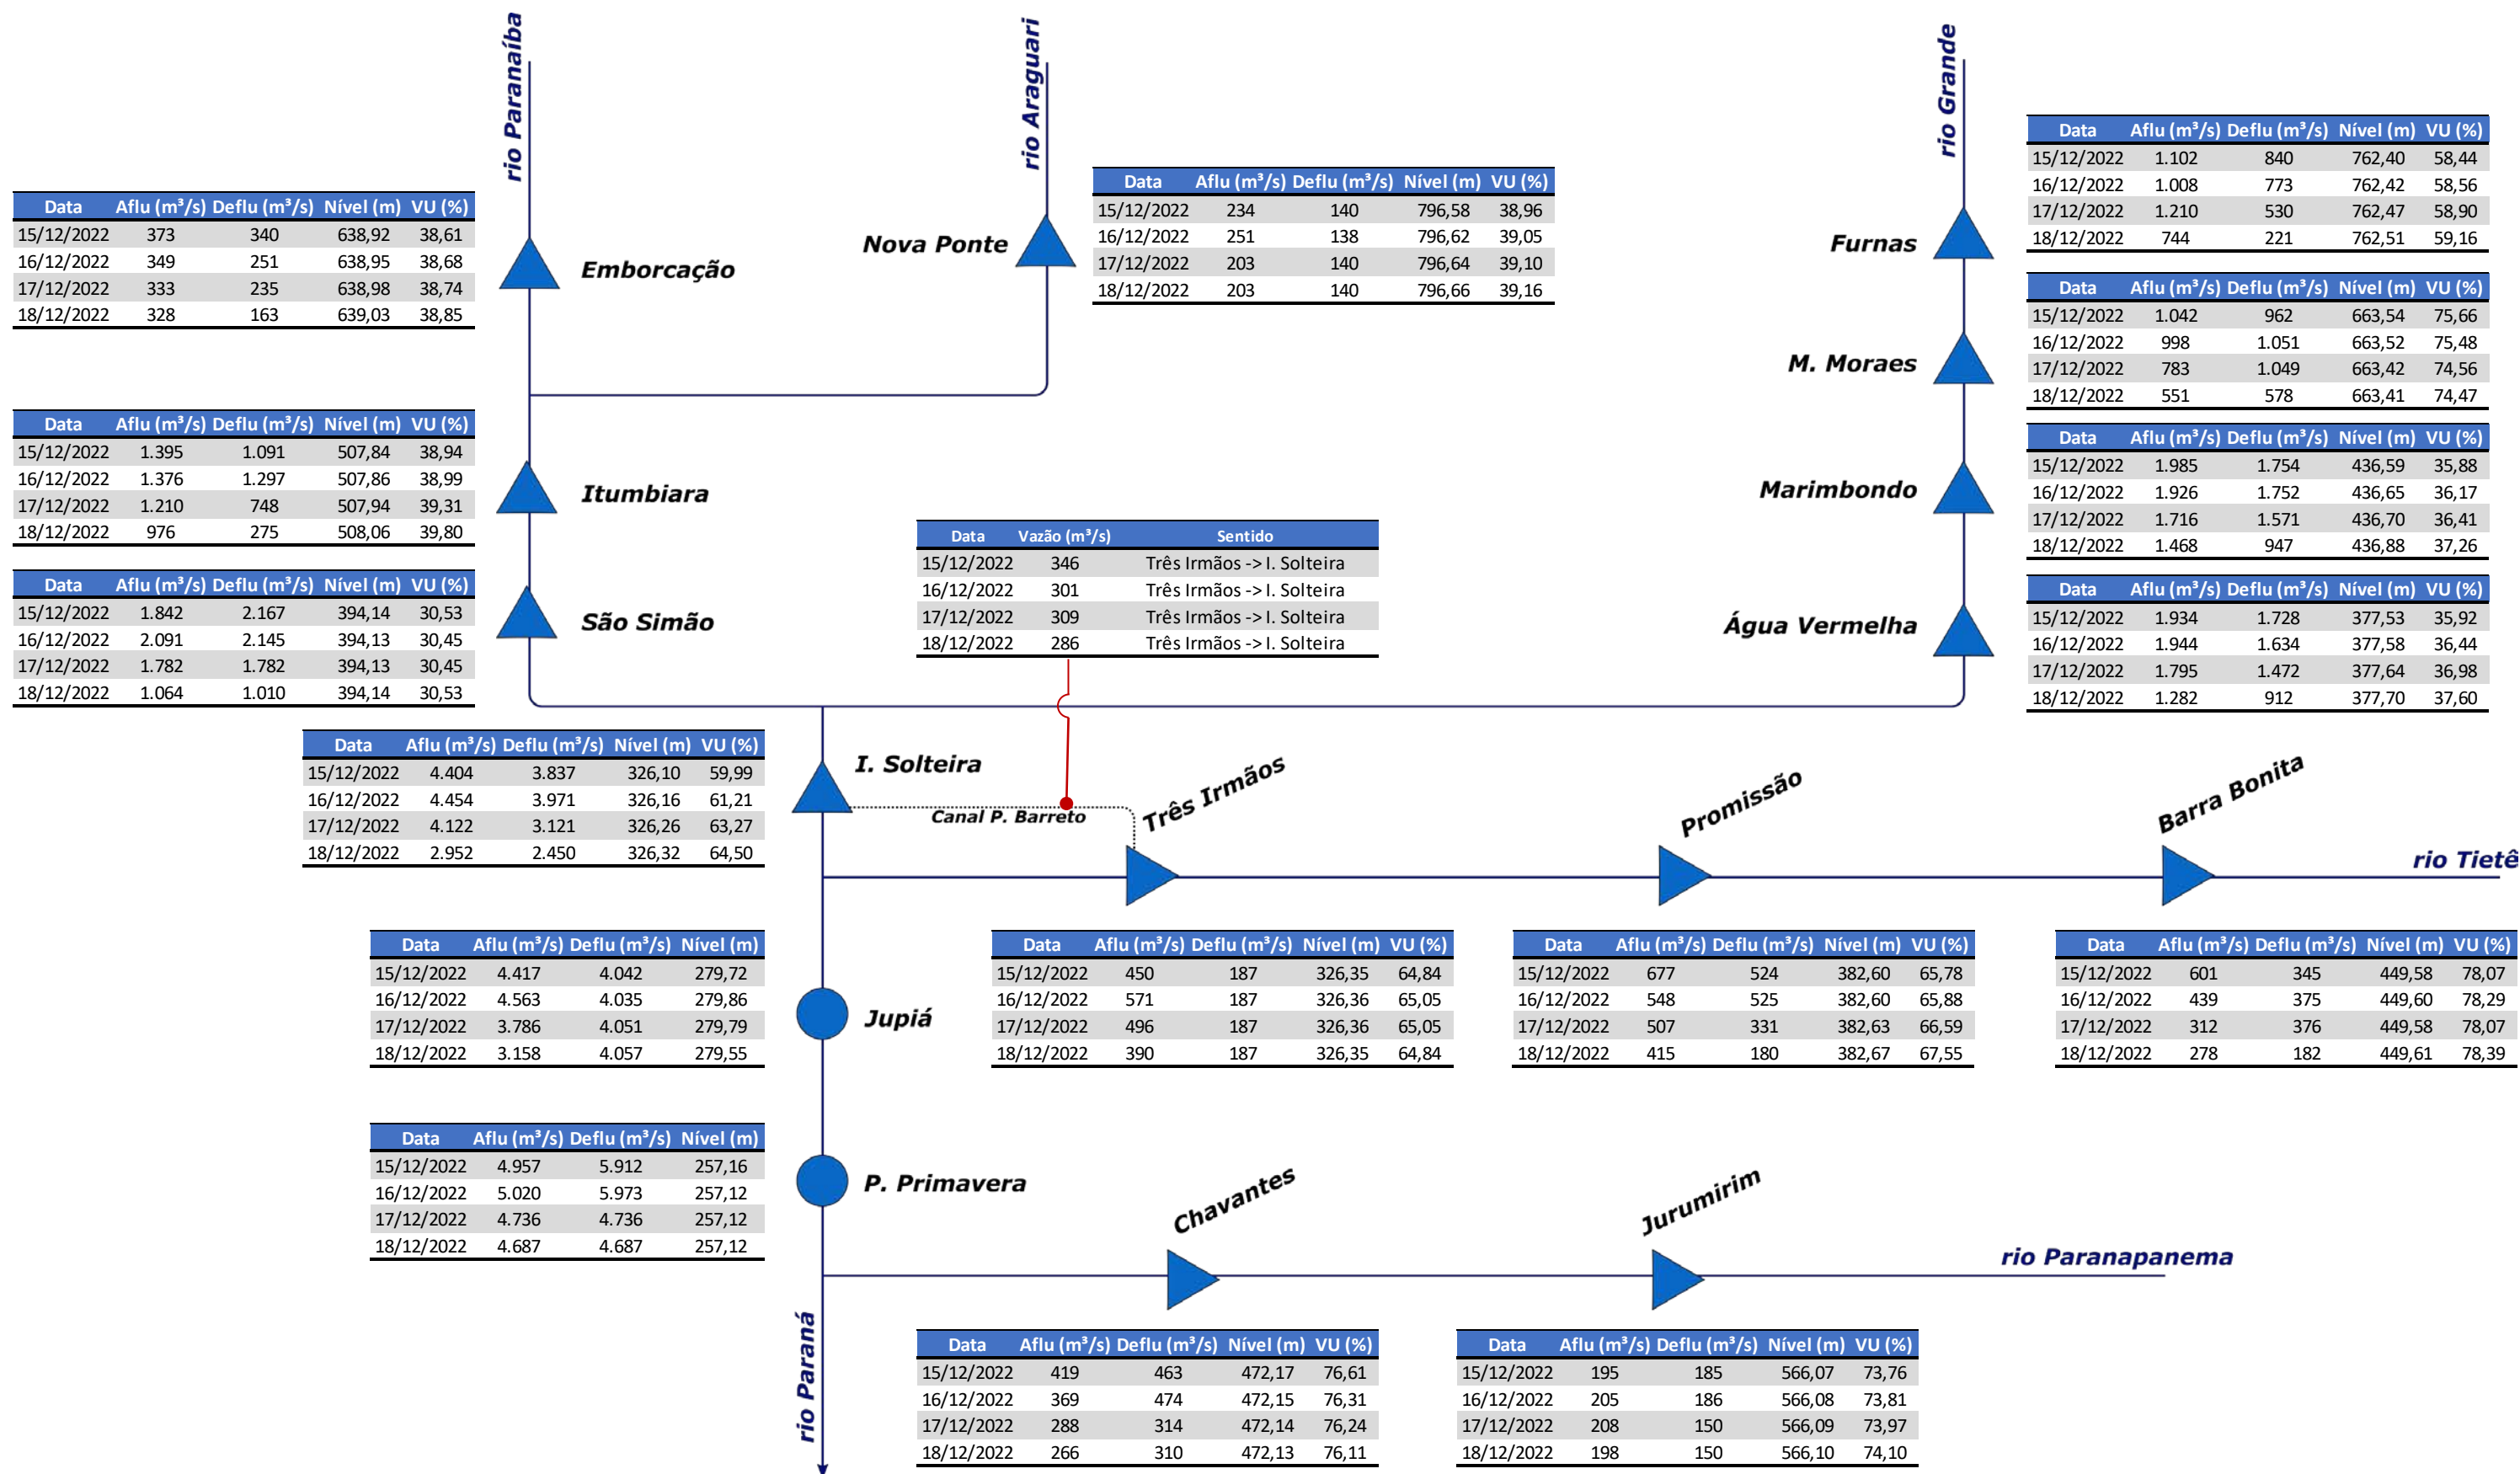 rio Paranaíba
rio Araguari
rio Grande
Data Aflu (m³/s) Deflu (m³/s) Nível (m) VU (%)
15/12/2022 373 340 638,92 38,61
16/12/2022 349 251 638,95 38,68
17/12/2022 333 235 638,98 38,74
18/12/2022 328 163 639,03 38,85
Emborcação
Nova Ponte
Data Aflu (m³/s) Deflu (m³/s) Nível (m) VU (%)
15/12/2022 234 140 796,58 38,96
16/12/2022 251 138 796,62 39,05
17/12/2022 203 140 796,64 39,10
18/12/2022 203 140 796,66 39,16
Furnas
Data Aflu (m³/s) Deflu (m³/s) Nível (m) VU (%)
15/12/2022 1.102 840 762,40 58,44
16/12/2022 1.008 773 762,42 58,56
17/12/2022 1.210 530 762,47 58,90
18/12/2022 744 221 762,51 59,16
M. Moraes
Data Aflu (m³/s) Deflu (m³/s) Nível (m) VU (%)
15/12/2022 1.042 962 663,54 75,66
16/12/2022 998 1.051 663,52 75,48
17/12/2022 783 1.049 663,42 74,56
18/12/2022 551 578 663,41 74,47
Data Aflu (m³/s) Deflu (m³/s) Nível (m) VU (%)
15/12/2022 1.395 1.091 507,84 38,94
16/12/2022 1.376 1.297 507,86 38,99
17/12/2022 1.210 748 507,94 39,31
18/12/2022 976 275 508,06 39,80
Itumbiara
Marimbondo
Data Aflu (m³/s) Deflu (m³/s) Nível (m) VU (%)
15/12/2022 1.985 1.754 436,59 35,88
16/12/2022 1.926 1.752 436,65 36,17
17/12/2022 1.716 1.571 436,70 36,41
18/12/2022 1.468 947 436,88 37,26
Data Aflu (m³/s) Deflu (m³/s) Nível (m) VU (%)
15/12/2022 1.842 2.167 394,14 30,53
16/12/2022 2.091 2.145 394,13 30,45
17/12/2022 1.782 1.782 394,13 30,45
18/12/2022 1.064 1.010 394,14 30,53
São Simão
Data Vazão (m³/s) Sentido
15/12/2022 346 Três Irmãos -> I. Solteira
16/12/2022 301 Três Irmãos -> I. Solteira
17/12/2022 309 Três Irmãos -> I. Solteira
18/12/2022 286 Três Irmãos -> I. Solteira
Água Vermelha
Data Aflu (m³/s) Deflu (m³/s) Nível (m) VU (%)
15/12/2022 1.934 1.728 377,53 35,92
16/12/2022 1.944 1.634 377,58 36,44
17/12/2022 1.795 1.472 377,64 36,98
18/12/2022 1.282 912 377,70 37,60
Data Aflu (m³/s) Deflu (m³/s) Nível (m) VU (%)
15/12/2022 4.404 3.837 326,10 59,99
16/12/2022 4.454 3.971 326,16 61,21
17/12/2022 4.122 3.121 326,26 63,27
18/12/2022 2.952 2.450 326,32 64,50
I. Solteira
Canal P. Barreto
Três Irmãos
Promissão
Barra Bonita
rio Tietê
Data Aflu (m³/s) Deflu (m³/s) Nível (m)
15/12/2022 4.417 4.042 279,72
16/12/2022 4.563 4.035 279,86
17/12/2022 3.786 4.051 279,79
18/12/2022 3.158 4.057 279,55
Jupiá
Data Aflu (m³/s) Deflu (m³/s) Nível (m) VU (%)
15/12/2022 450 187 326,35 64,84
16/12/2022 571 187 326,36 65,05
17/12/2022 496 187 326,36 65,05
18/12/2022 390 187 326,35 64,84
Data Aflu (m³/s) Deflu (m³/s) Nível (m) VU (%)
15/12/2022 677 524 382,60 65,78
16/12/2022 548 525 382,60 65,88
17/12/2022 507 331 382,63 66,59
18/12/2022 415 180 382,67 67,55
Data Aflu (m³/s) Deflu (m³/s) Nível (m) VU (%)
15/12/2022 601 345 449,58 78,07
16/12/2022 439 375 449,60 78,29
17/12/2022 312 376 449,58 78,07
18/12/2022 278 182 449,61 78,39
Data Aflu (m³/s) Deflu (m³/s) Nível (m)
15/12/2022 4.957 5.912 257,16
16/12/2022 5.020 5.973 257,12
17/12/2022 4.736 4.736 257,12
18/12/2022 4.687 4.687 257,12
P. Primavera
Chavantes
Jurumirim
rio Paranapanema
rio Paraná
Data Aflu (m³/s) Deflu (m³/s) Nível (m) VU (%)
15/12/2022 419 463 472,17 76,61
16/12/2022 369 474 472,15 76,31
17/12/2022 288 314 472,14 76,24
18/12/2022 266 310 472,13 76,11
Data Aflu (m³/s) Deflu (m³/s) Nível (m) VU (%)
15/12/2022 195 185 566,07 73,76
16/12/2022 205 186 566,08 73,81
17/12/2022 208 150 566,09 73,97
18/12/2022 198 150 566,10 74,10